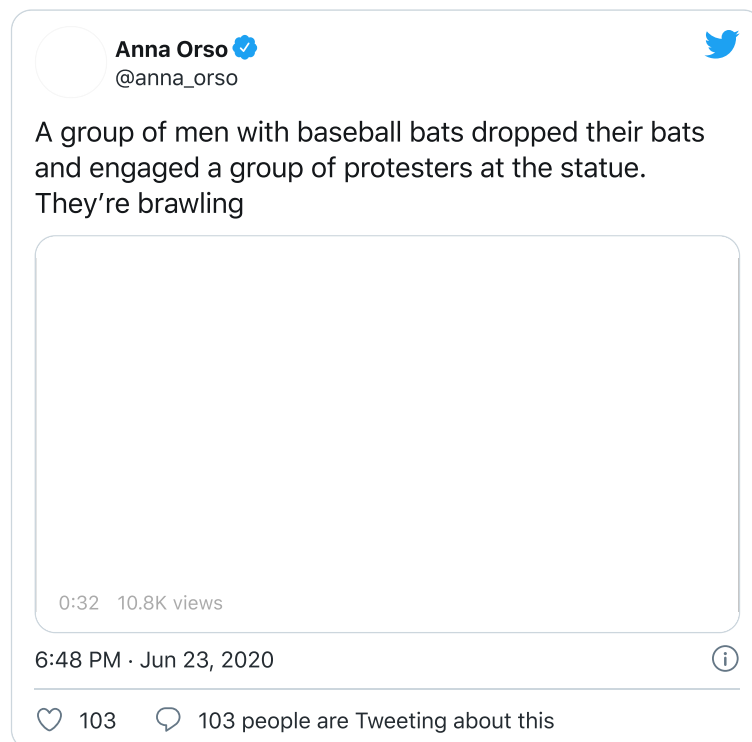 Anna Orso
@anna_orso
A group of men with baseball bats dropped their bats
and engaged a group of protesters at the statue.
They’re brawling
0:32 10.8K views
6:48 PM · Jun 23, 2020
103 103 people are Tweeting about this